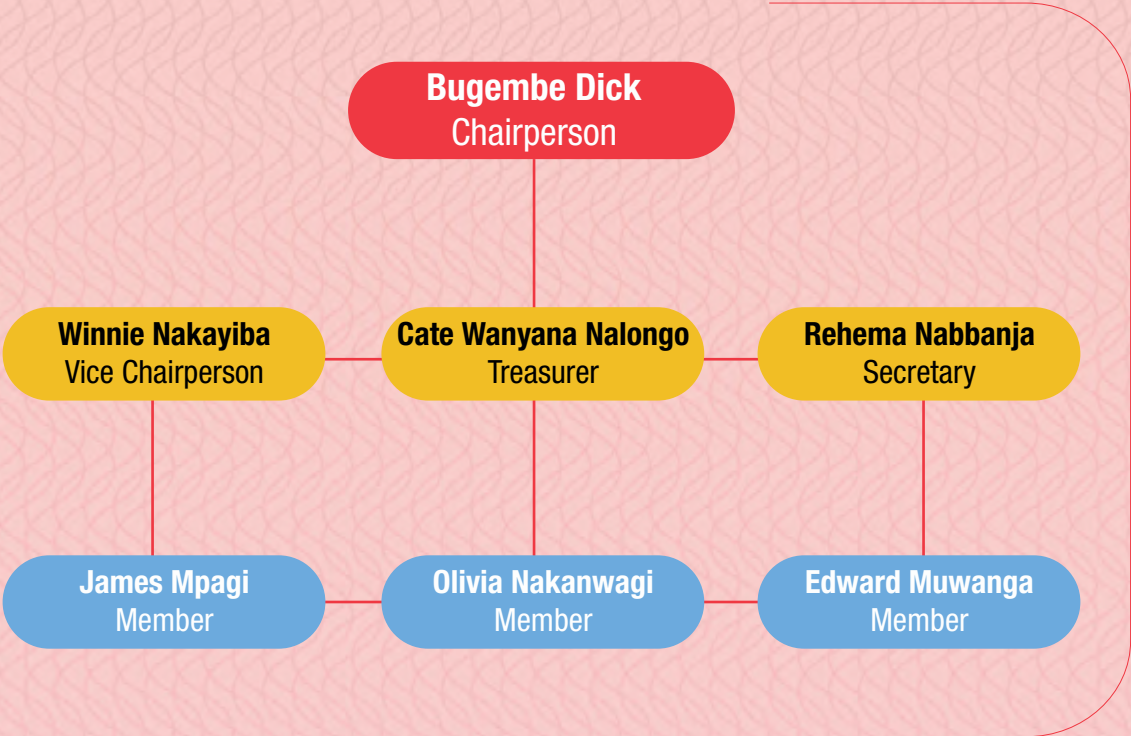 Bugembe Dick
Chairperson
Winnie Nakayiba
Vice Chairperson
Cate Wanyana Nalongo
Treasurer
Rehema Nabbanja
Secretary
James Mpagi
Member
Olivia Nakanwagi
Member
Edward Muwanga
Member